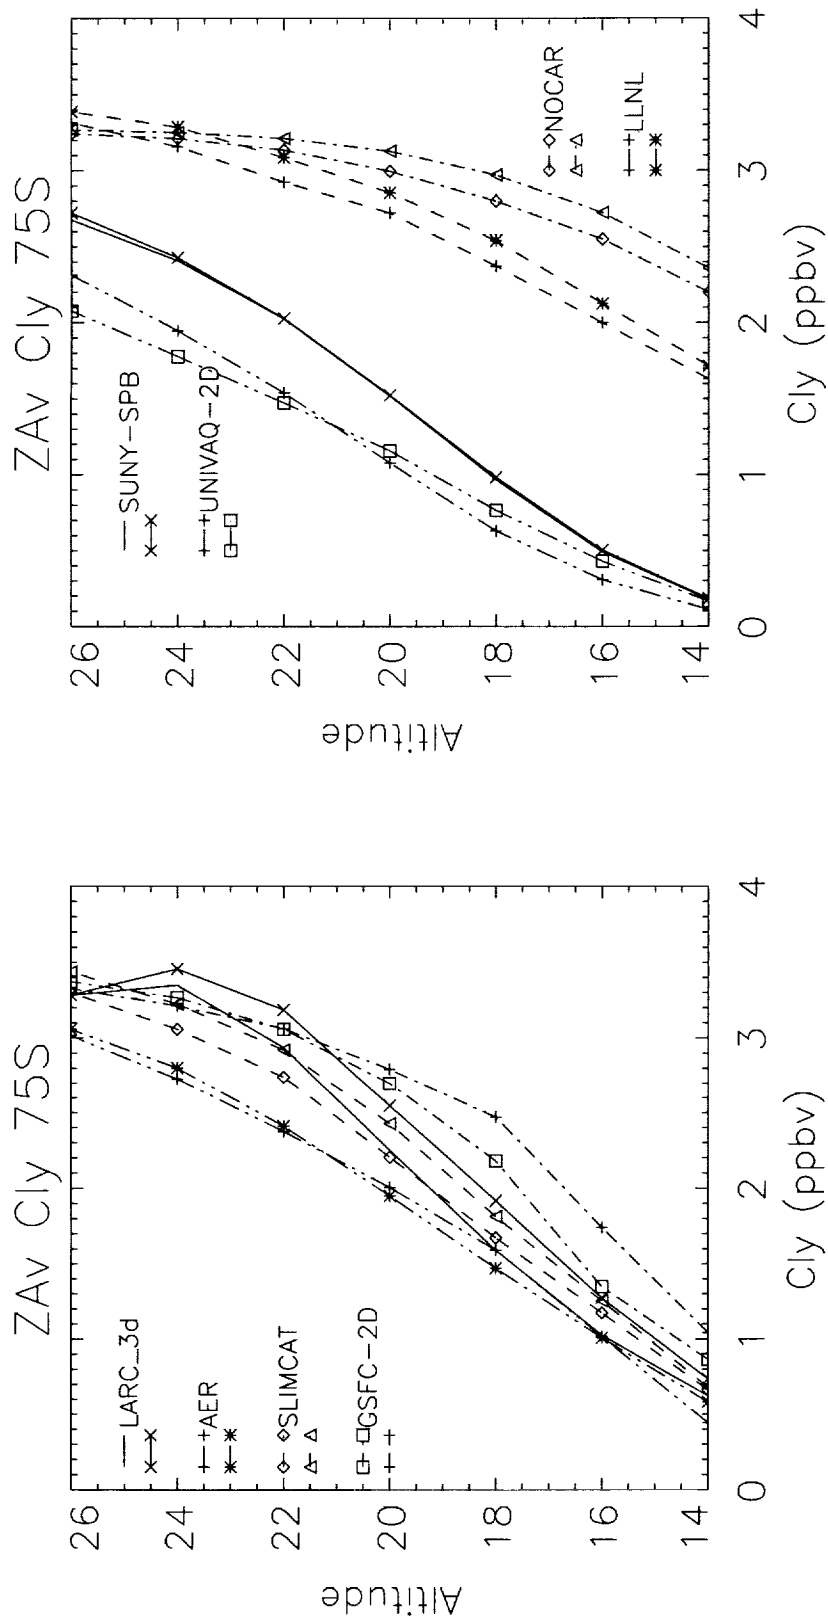 ZAv Cly 75S
26
24
22
20
18
16
14
Altitude
LARC_3d
AER
SLIMCAT
GSFC-2D
0
1
2
3
4
Cly (ppbv)
ZAv Cly 75S
26
24
22
20
18
16
14
Altitude
SUNY-SPB
UNIVAQ-2D
NOCAR
LLNL
0
1
2
3
4
Cly (ppbv)